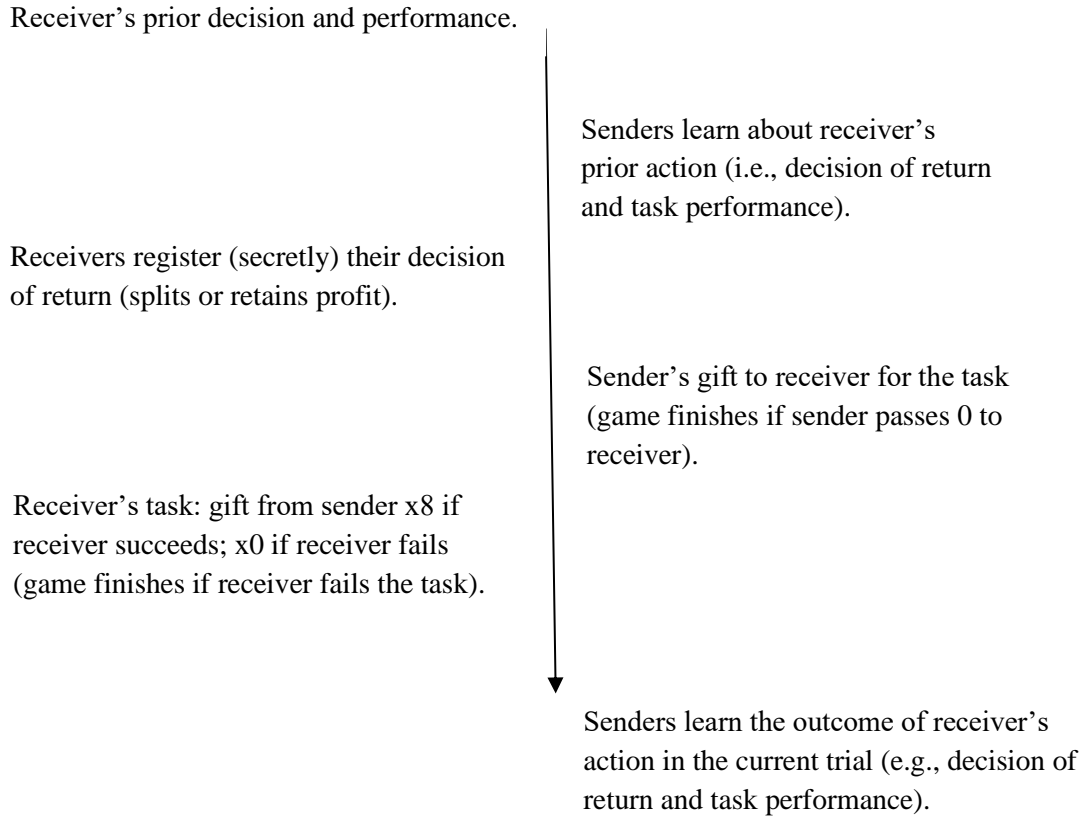 Receiver’s prior decision and performance.
Senders learn about receiver’s
prior action (i.e., decision of return
and task performance).
Receivers register (secretly) their decision
of return (splits or retains profit).
Sender’s gift to receiver for the task
(game finishes if sender passes 0 to
receiver).
Receiver’s task: gift from sender x8 if
receiver succeeds; x0 if receiver fails
(game finishes if receiver fails the task).
Senders learn the outcome of receiver’s
action in the current trial (e.g., decision of
return and task performance).